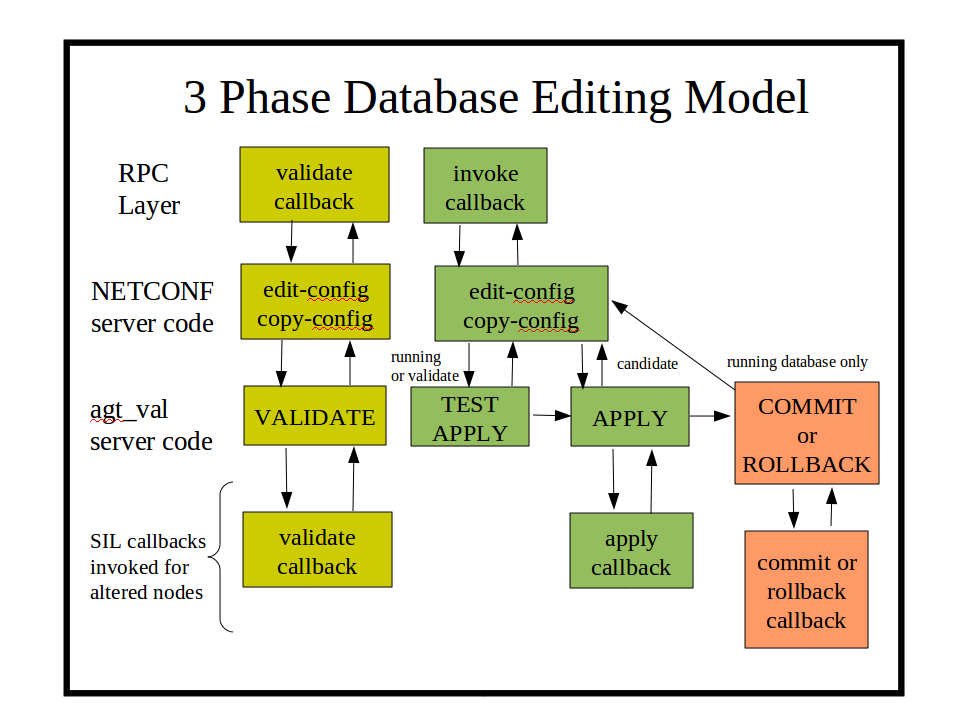 3 Phase Database Editing Model
RPC
Layer
validate
callback
invoke
callback
NETCONF
server code
edit-config
copy-config
edit-config
copy-config
running
or validate
candidate
running database only
agt_val
server code
VALIDATE
TEST
APPLY
APPLY
COMMIT
or
ROLLBACK
SIL callbacks
invoked for
altered nodes
validate
callback
apply
callback
commit or
rollback
callback